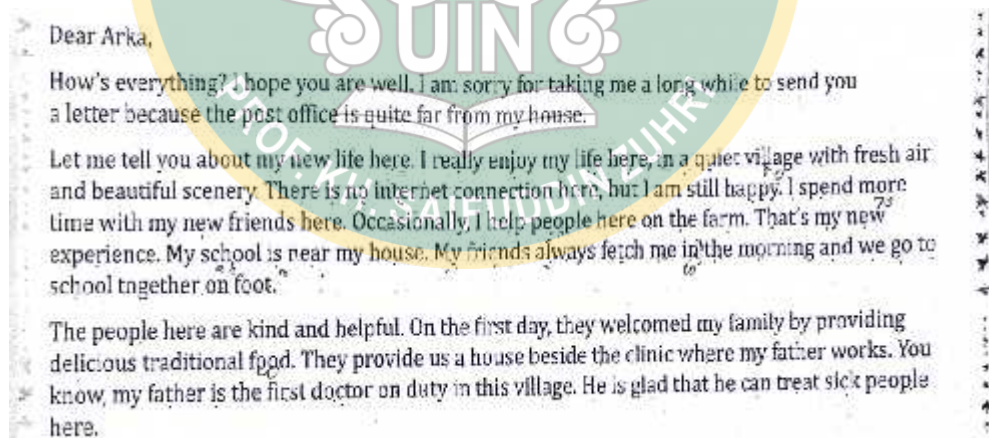 UIN
PROF. K.H. SAIFUDDIN ZUHRI
Dear Arka,
How's everything? I hope you are well. I am sorry for taking me a long while to send you
a letter because the post office is quite far from my house.
Let me tell you about my new life here. I really enjoy my life here, in a quiet village with fresh air
and beautiful scenery. There is no internet connection here, but I am still happy. I spend more
time with my new friends here. Occasionally, I help people here on the farm. That's my new
experience. My school is near my house. My friends always fetch me in the morning and we go to
school together on foot.
The people here are kind and helpful. On the first day, they welcomed my family by providing
delicious traditional food. They provide us a house beside the clinic where my father works. You
know, my father is the first doctor on duty in this village. He is glad that he can treat sick people
here.